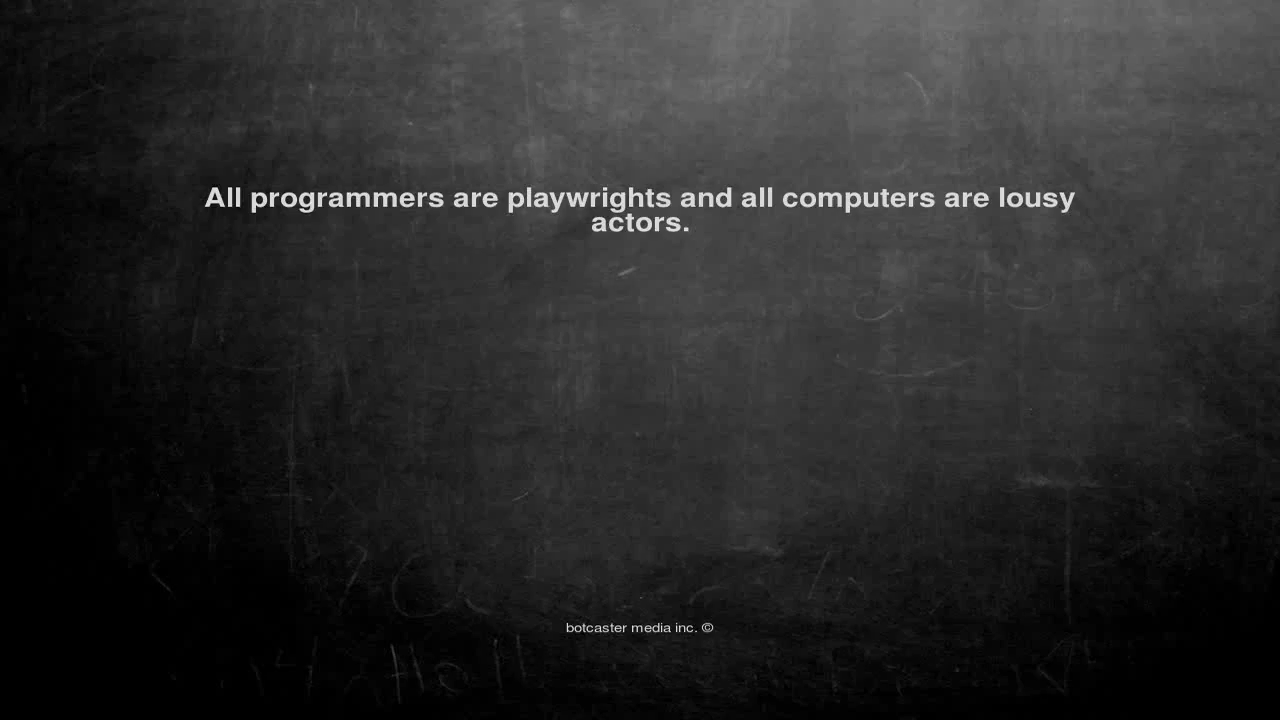 All programmers are playwrights and all computers are lousy
actors.
botcaster media inc. ©